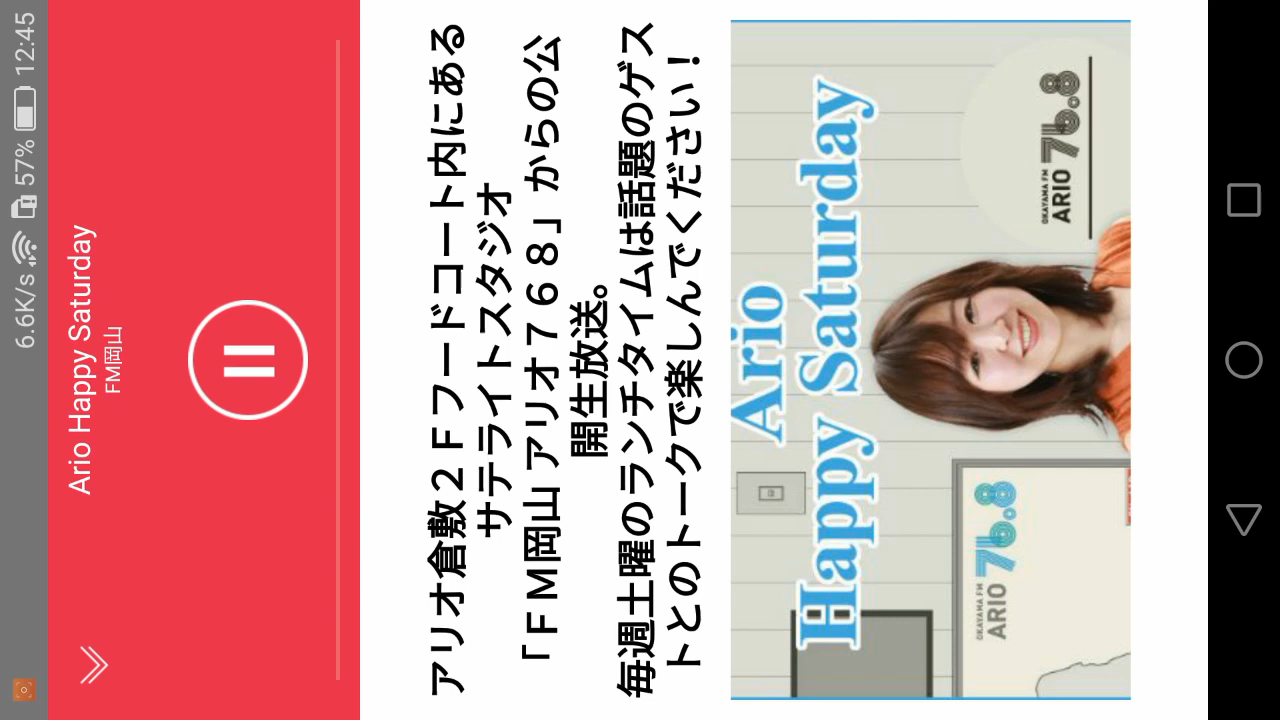 6.6K/s 57% 12:45
Ario Happy Saturday
FM岡山
アリオ倉敷２Ｆフードコート内にある
サテライトスタジオ
「ＦＭ岡山 アリオ７６８」からの公
開生放送。
毎週土曜のランチタイムは話題のゲス
トとのトークで楽しんでください！
Ario
Happy Saturday
OKAYAMA FM
ARIO 76.8
OKAYAMA FM
ARIO 76.8